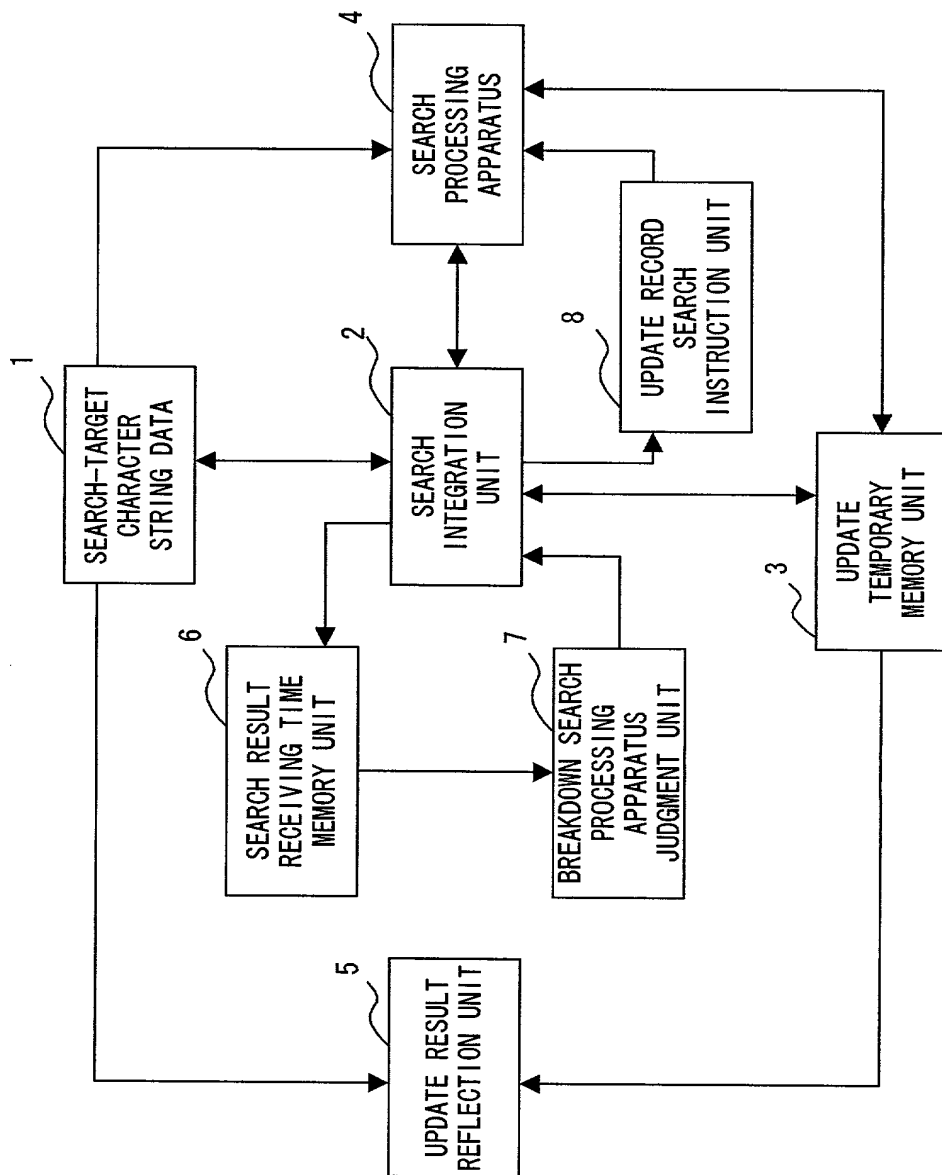 1
SEARCH-TARGET
CHARACTER
STRING DATA
5
UPDATE RESULT
REFLECTION UNIT
6
SEARCH RESULT
RECEIVING TIME
MEMORY UNIT
2
SEARCH
INTEGRATION
UNIT
4
SEARCH
PROCESSING
APPARATUS
7
BREAKDOWN SEARCH
PROCESSING
APPARATUS
JUDGMENT UNIT
8
UPDATE RECORD
SEARCH
INSTRUCTION UNIT
3
UPDATE
TEMPORARY
MEMORY UNIT